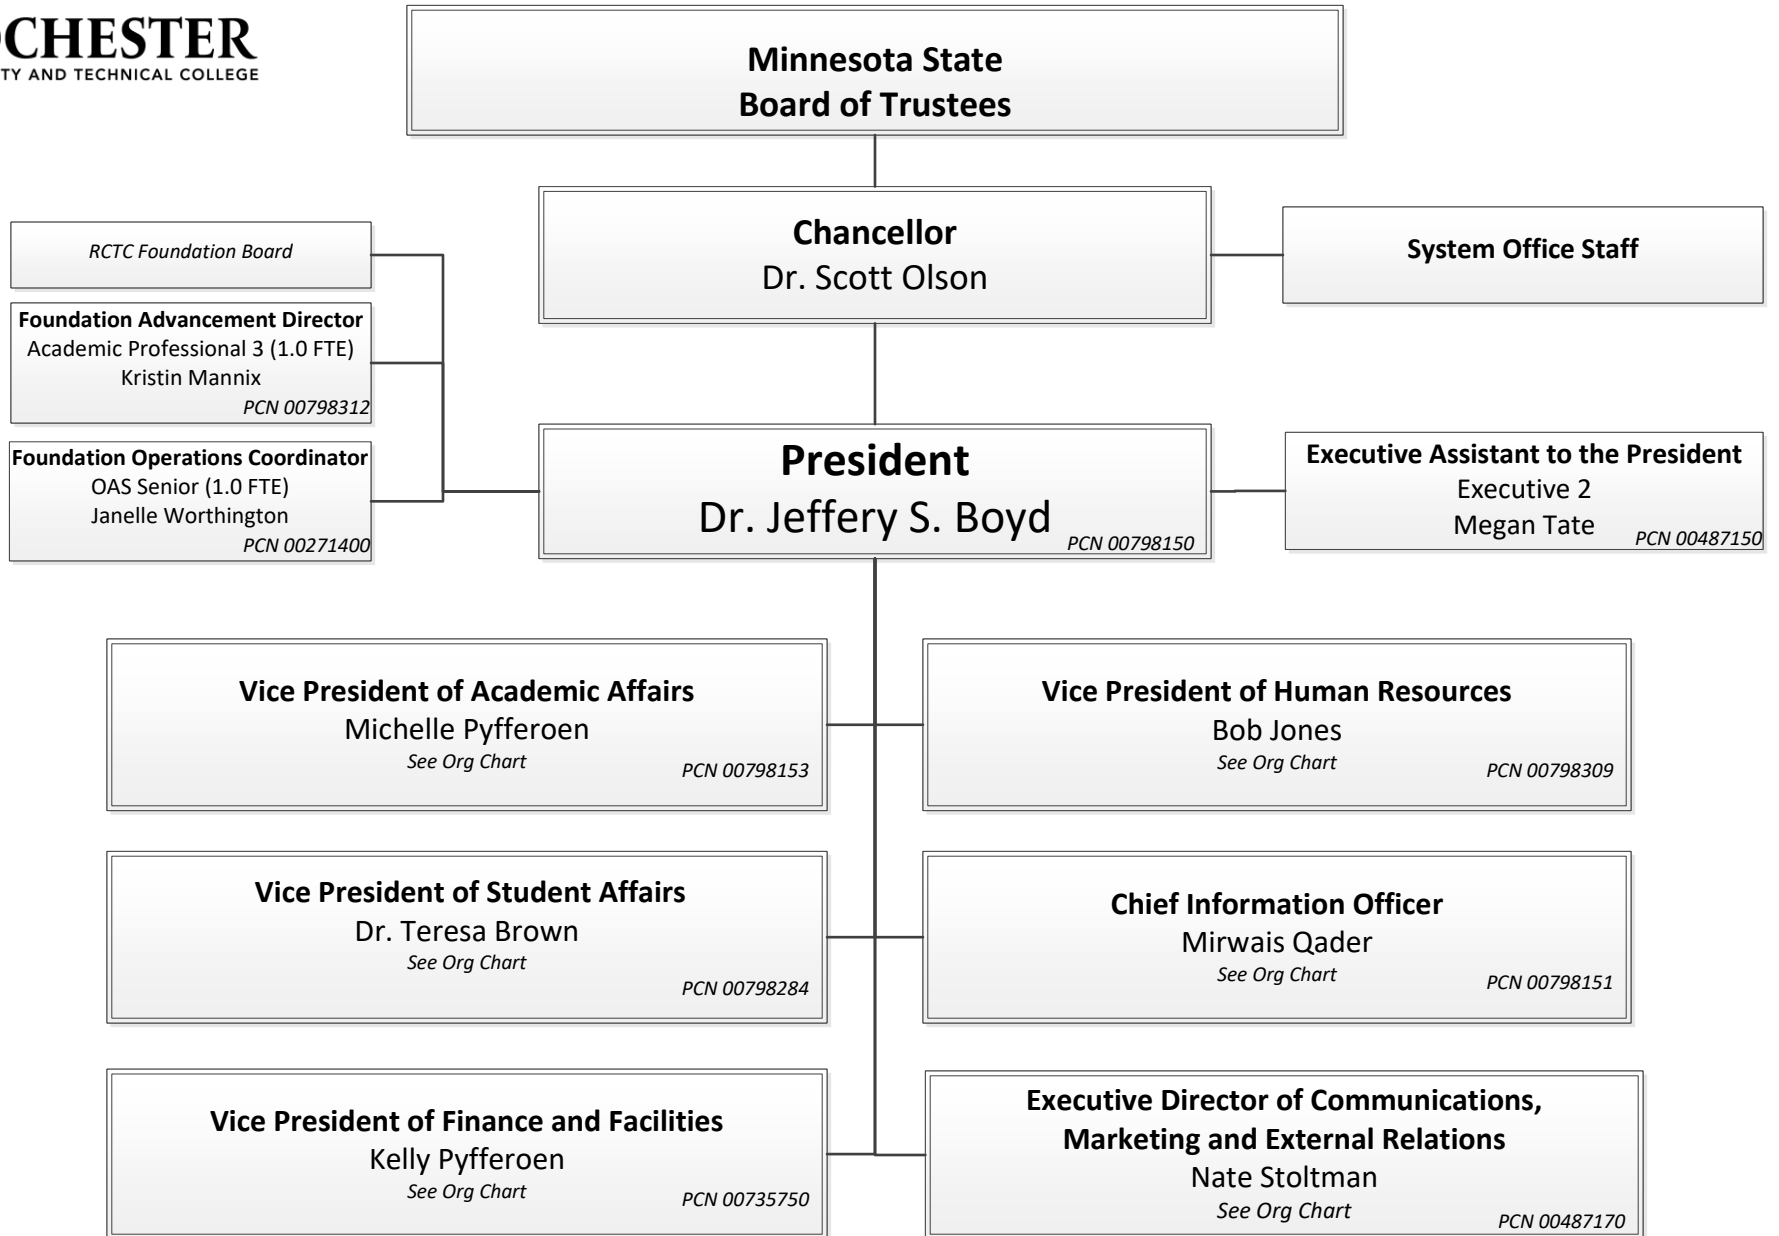 CHESTER
TY AND TECHNICAL COLLEGE
Minnesota State
Board of Trustees
Chancellor
Dr. Scott Olson
System Office Staff
RCTC Foundation Board
Foundation Advancement Director
Academic Professional 3 (1.0 FTE)
Kristin Mannix
PCN 00798312
Foundation Operations Coordinator
OAS Senior (1.0 FTE)
Janelle Worthington
PCN 00271400
President
Dr. Jeffery S. Boyd
PCN 00798150
Executive Assistant to the President
Executive 2
Megan Tate
PCN 00487150
Vice President of Academic Affairs
Michelle Pyfferoen
See Org Chart
PCN 00798153
Vice President of Human Resources
Bob Jones
See Org Chart
PCN 00798309
Vice President of Student Affairs
Dr. Teresa Brown
See Org Chart
PCN 00798284
Chief Information Officer
Mirwais Qader
See Org Chart
PCN 00798151
Vice President of Finance and Facilities
Kelly Pyfferoen
See Org Chart
PCN 00735750
Executive Director of Communications,
Marketing and External Relations
Nate Stoltman
See Org Chart
PCN 00487170